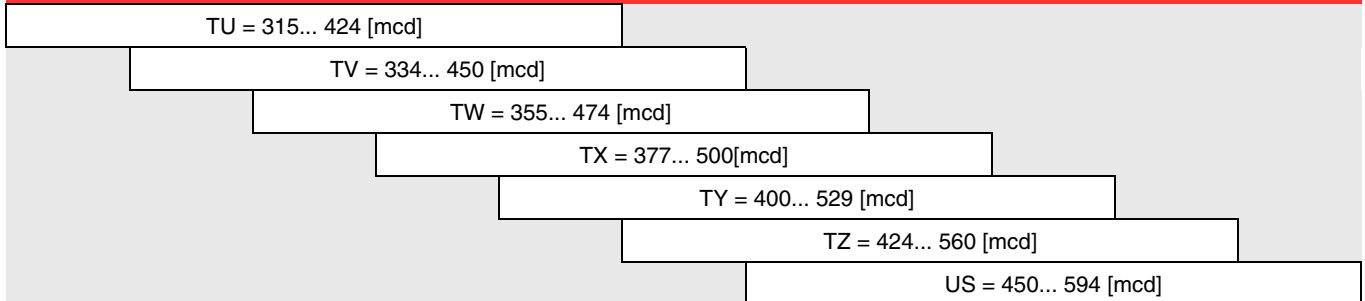 TU = 315... 424 [mcd]
TV = 334... 450 [mcd]
TW = 355... 474 [mcd]
TX = 377... 500[mcd]
TY = 400... 529 [mcd]
TZ = 424... 560 [mcd]
US = 450... 594 [mcd]